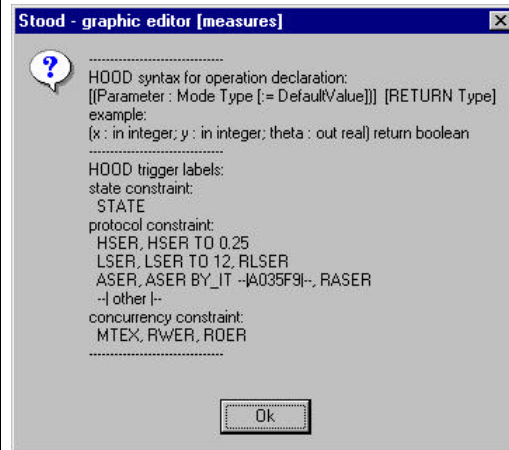 Stood - graphic editor [measures]
-------------------------------
HOOD syntax for operation declaration:
[(Parameter : Mode Type [:= DefaultValue])] [RETURN Type]
example:
(x : in integer; y : in integer; theta : out real) return boolean
-------------------------------
HOOD trigger labels:
state constraint:
STATE
protocol constraint:
HSER, HSER TO 0.25
LSER, LSER TO 12, RLSER
ASER, ASER BY_IT --|A035F9|--, RASER
--| other |--
concurrency constraint:
MTEX, RWER, ROER
-------------------------------
Ok